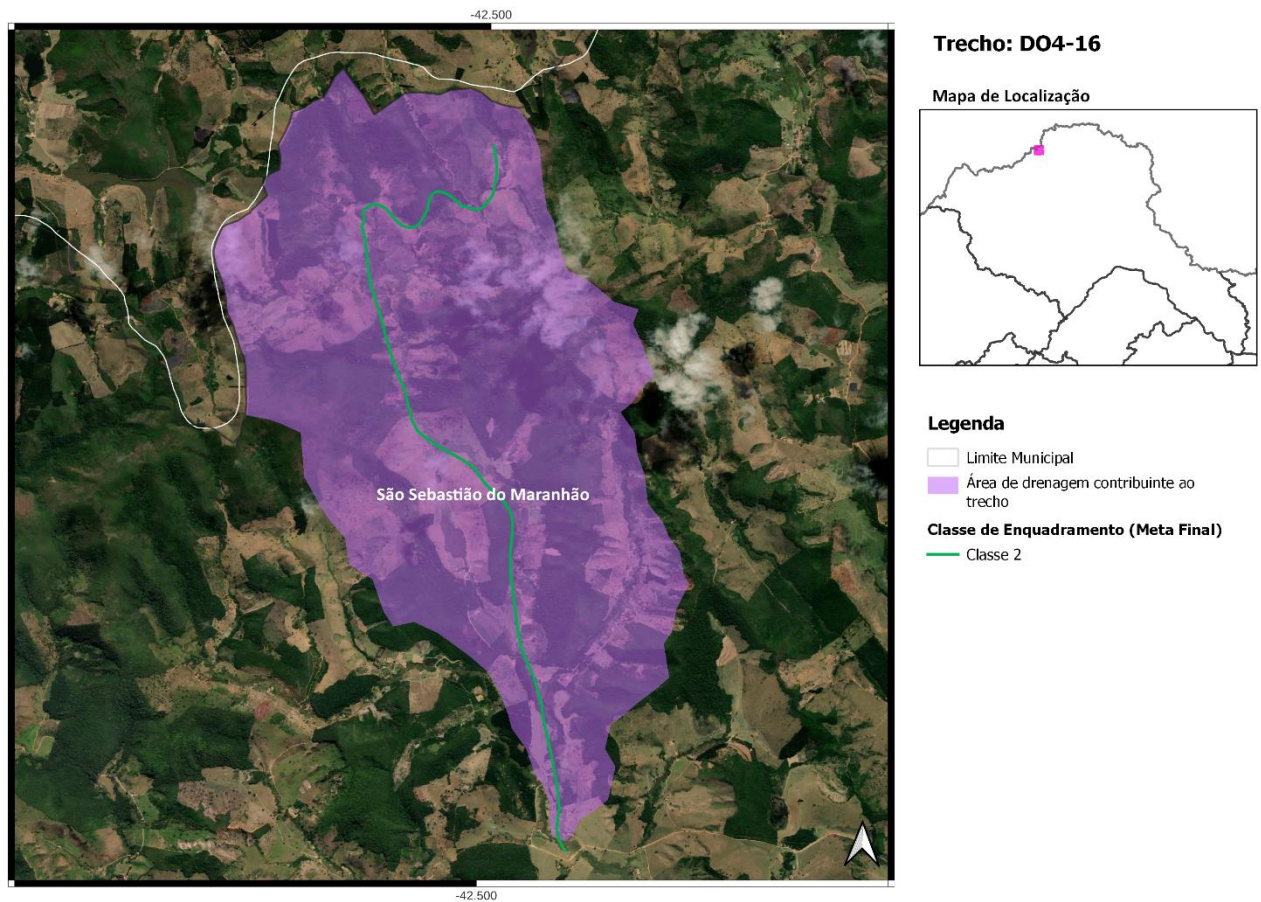 -42.500
Trecho: DO4-16
Mapa de Localização
São Sebastião do Maranhão
Legenda
Limite Municipal
Área de drenagem contribuinte ao
trecho
Classe de Enquadramento (Meta Final)
Classe 2
-42.500